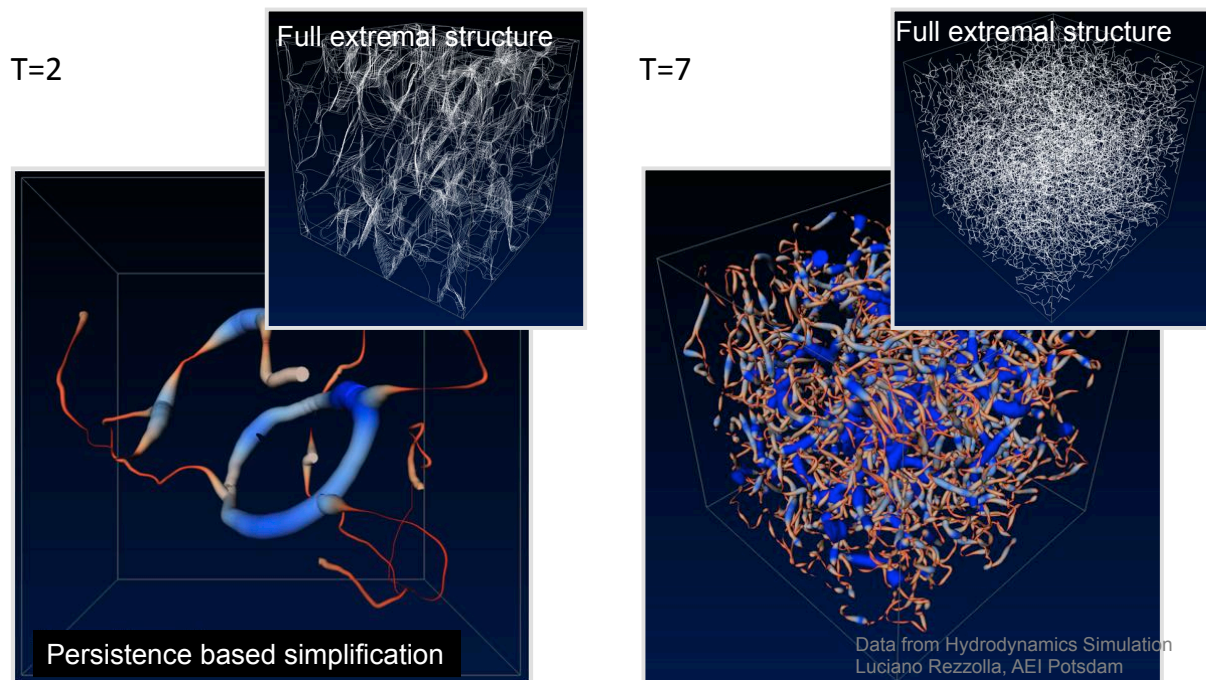 T=2
Full extremal structure
Persistence based simplification
T=7
Full extremal structure
Data from Hydrodynamics Simulation
Luciano Rezzolla, AEI Potsdam